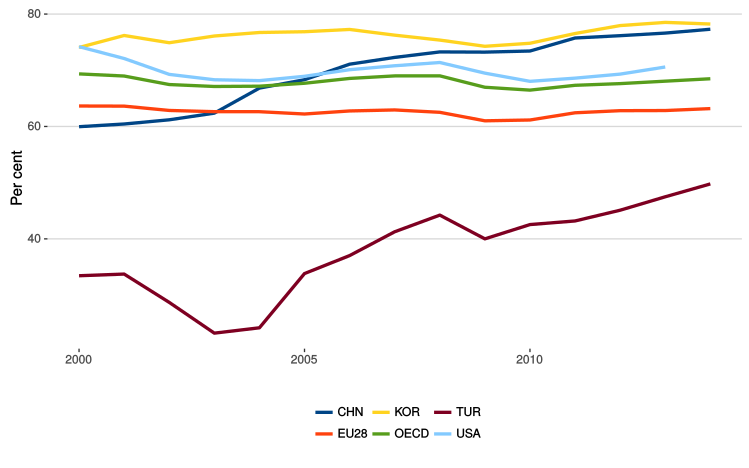 80
60
40
Per cent
2000 2005 2010
CHN KOR TUR
EU28 OECD USA